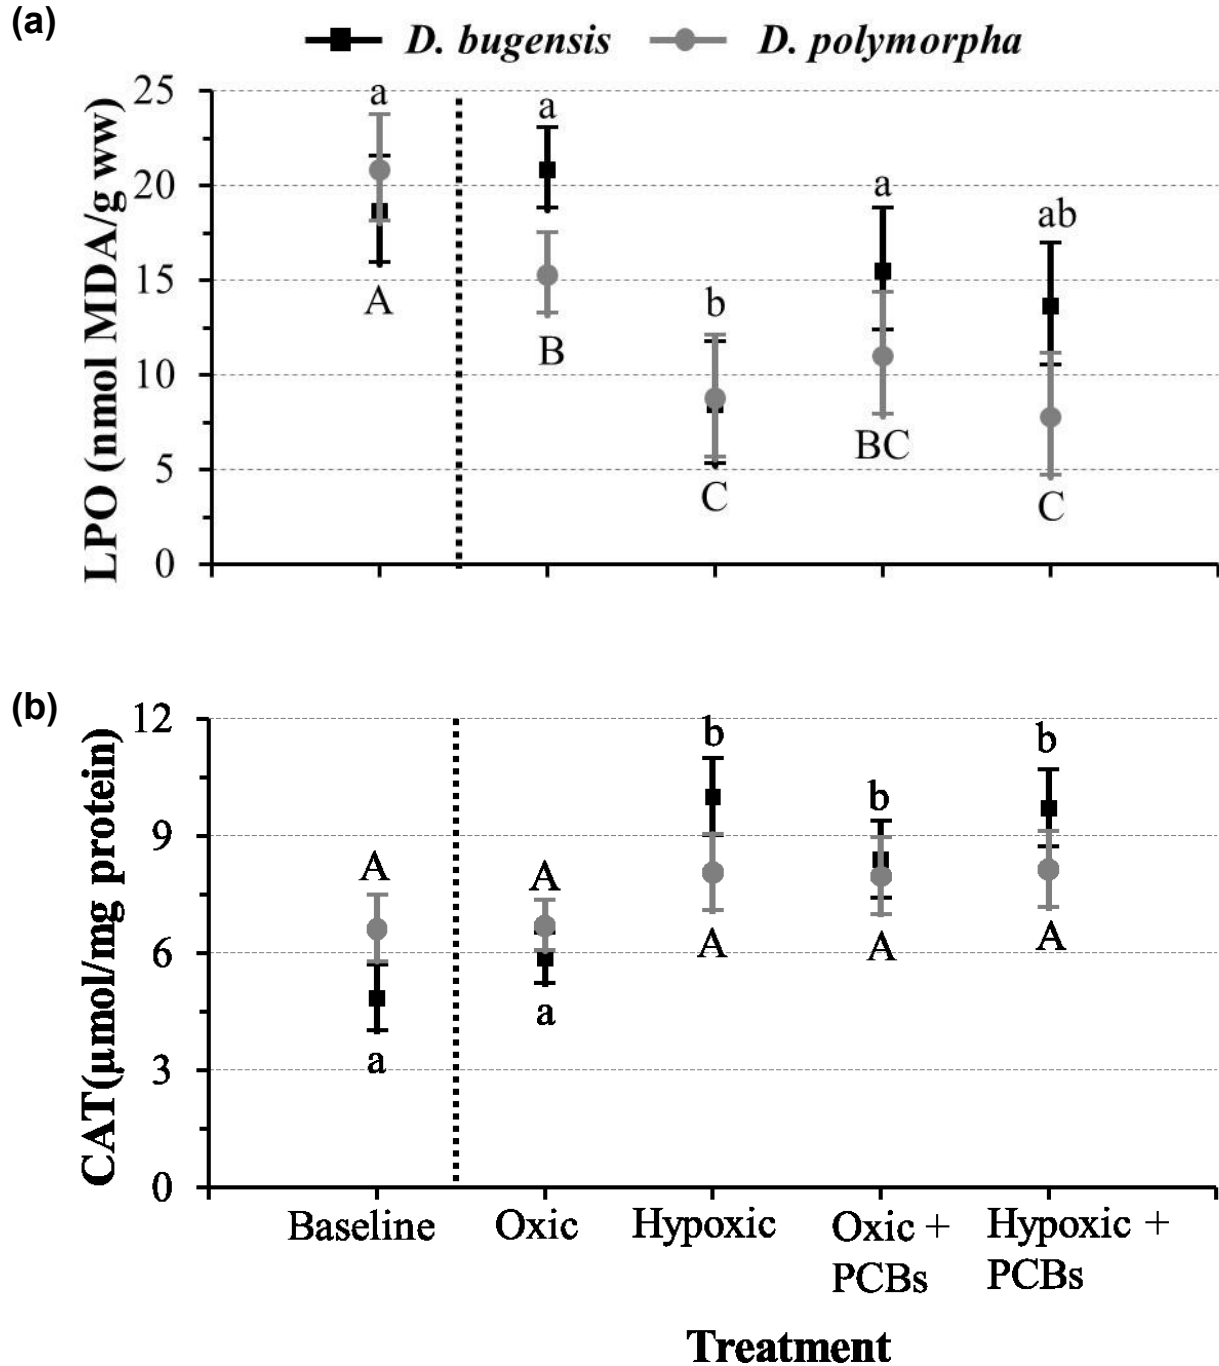 (a)
D. bugensis D. polymorpha
LPO (nmol MDA/g ww)
25
20
15
10
5
0
a
A
a
B
b
C
a
BC
ab
C
(b)
CAT(μmol/mg protein)
12
9
6
3
0
A
a
A
a
b
A
b
A
b
A
Baseline
Oxic
Hypoxic
Oxic +
PCBs
Hypoxic +
PCBs
Treatment